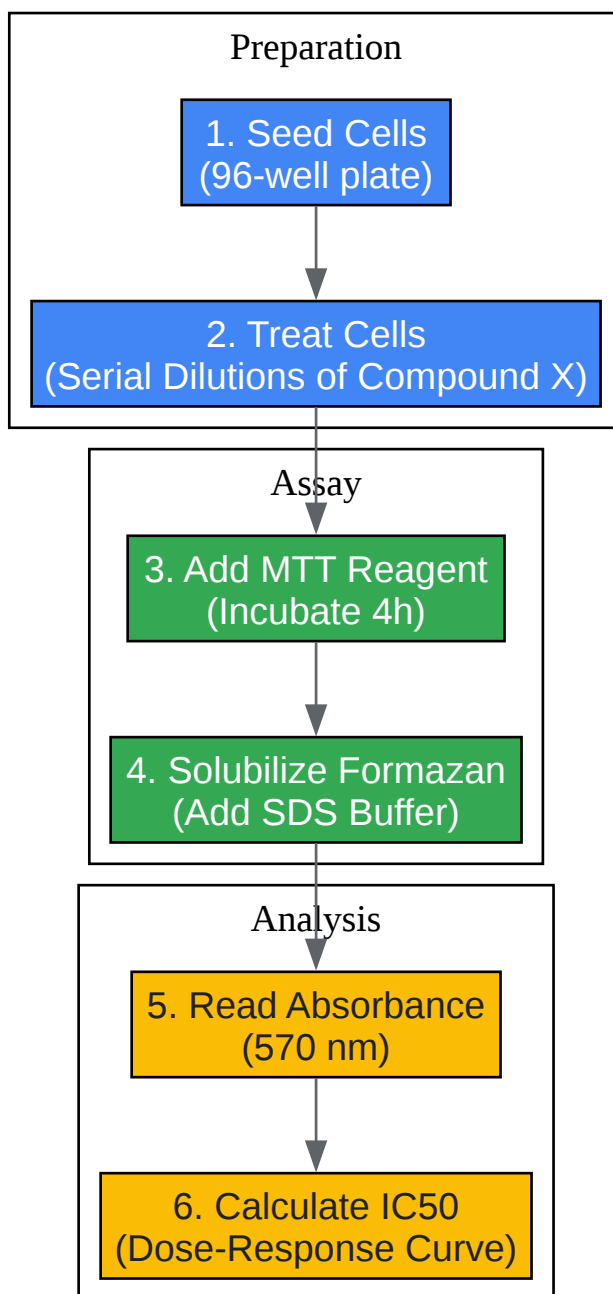 Preparation
1. Seed Cells
(96-well plate)
2. Treat Cells
(Serial Dilutions of Compound X)
Assay
3. Add MTT Reagent
(Incubate 4h)
4. Solubilize Formazan
(Add SDS Buffer)
Analysis
5. Read Absorbance
(570 nm)
6. Calculate IC50
(Dose-Response Curve)